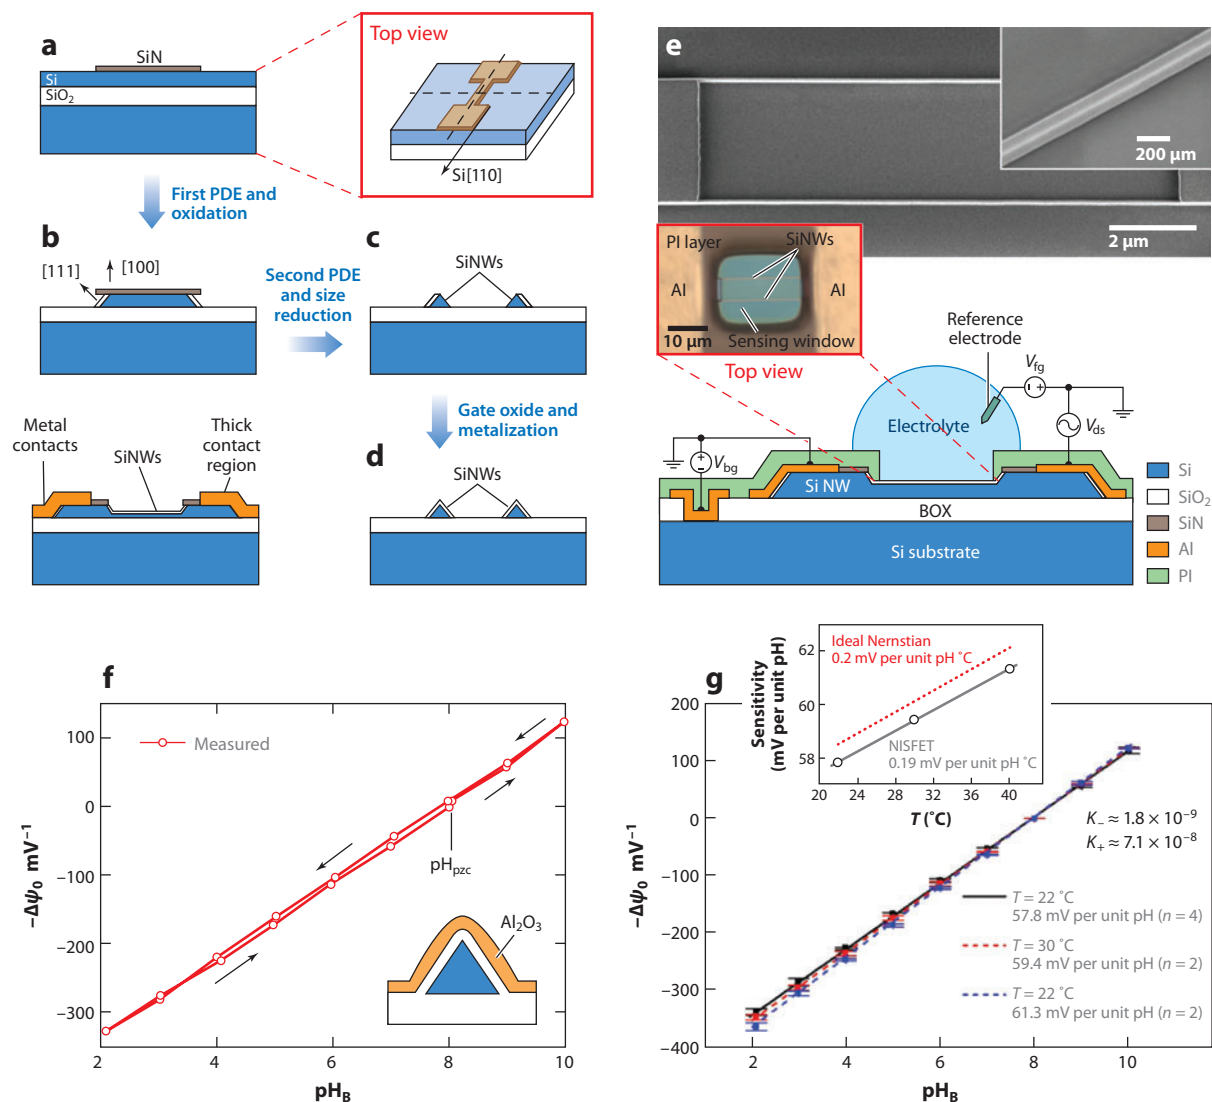 a
SiN
Si
SiO2
Top view
Si[110]
First PDE and
oxidation
b
[111]
[100]
Second PDE
and size
reduction
c
SiNWs
Gate oxide and
metalization
Metal
contacts
SiNWs
Thick
contact
region
d
SiNWs
e
200 µm
2 µm
PI layer
SiNWs
Al
Al
10 µm
Sensing window
Top view
Reference
electrode
Vfg
Electrolyte
Vds
Vbg
Si NW
BOX
Si substrate
Si
SiO2
SiN
Al
PI
f
Measured
100
0
−100
−200
−300
−Δψ0 mV−1
pHpzc
Al2O3
2
4
6
8
10
pHB
g
Sensitivity
(mV per unit pH)
62
60
58
Ideal Nernstian
0.2 mV per unit pH °C
NISFET
0.19 mV per unit pH °C
20
24
28
32
36
40
T (°C)
200
100
0
−100
−200
−300
−400
−Δψ0 mV−1
K− ≈ 1.8 × 10−9
K+ ≈ 7.1 × 10−8
T = 22 °C
57.8 mV per unit pH (n = 4)
T = 30 °C
59.4 mV per unit pH (n = 2)
T = 22 °C
61.3 mV per unit pH (n = 2)
2
4
6
8
10
pHB